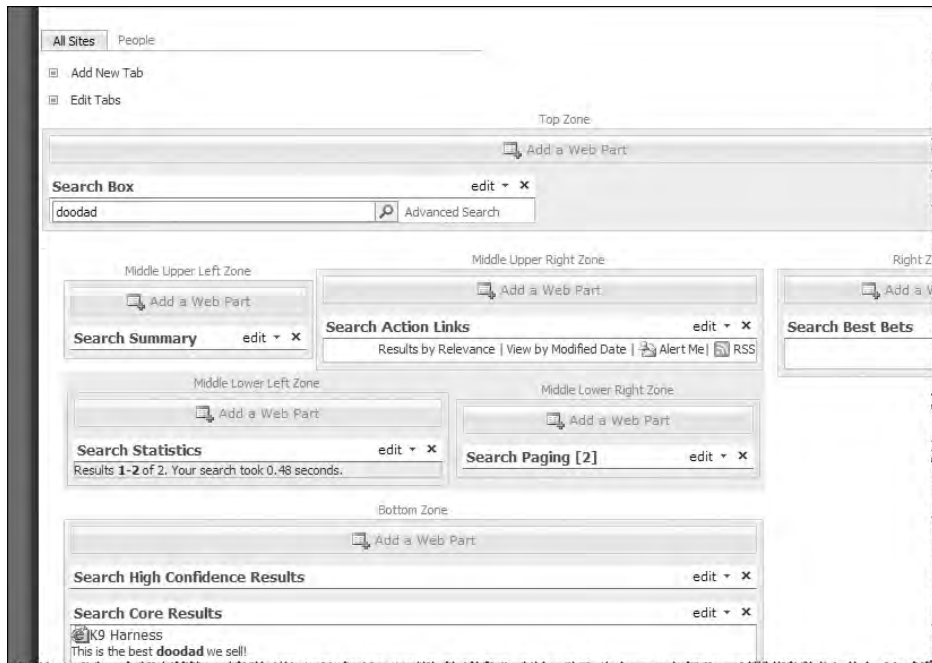 All Sites People
Add New Tab
Edit Tabs
Top Zone
Add a Web Part
Search Box edit ×
doodad Advanced Search
Middle Upper Left Zone
Add a Web Part
Search Summary edit ×
Middle Upper Right Zone
Add a Web Part
Search Action Links edit ×
Results by Relevance | View by Modified Date | Alert Me| RSS
Right Z
Add a
Search Best Bets
Middle Lower Left Zone
Add a Web Part
Search Statistics edit ×
Results 1-2 of 2. Your search took 0.48 seconds.
Middle Lower Right Zone
Add a Web Part
Search Paging [2] edit ×
Bottom Zone
Add a Web Part
Search High Confidence Results edit ×
Search Core Results edit ×
K9 Harness
This is the best doodad we sell!